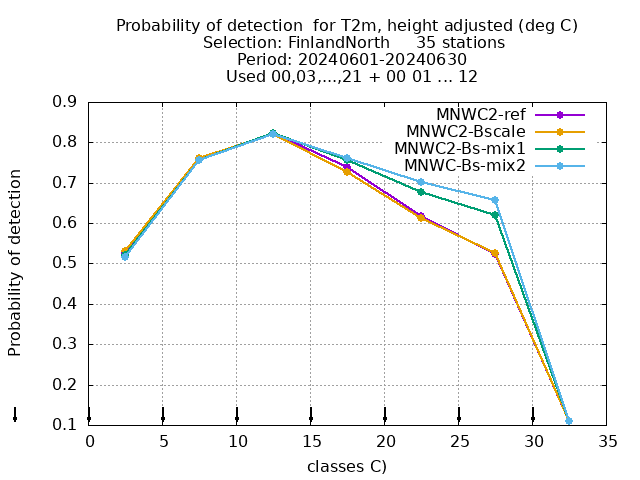 Probability of detection  for T2m, height adjusted (deg C)
Selection: FinlandNorth     35 stations
Period: 20240601-20240630
Used 00,03,...,21 + 00 01 ... 12
MNWC2-ref
MNWC2-Bscale
MNWC2-Bs-mix1
MNWC-Bs-mix2
Probability of detection
0.9
0.8
0.7
0.6
0.5
0.4
0.3
0.2
0.1
0 5 10 15 20 25 30 35
classes C)